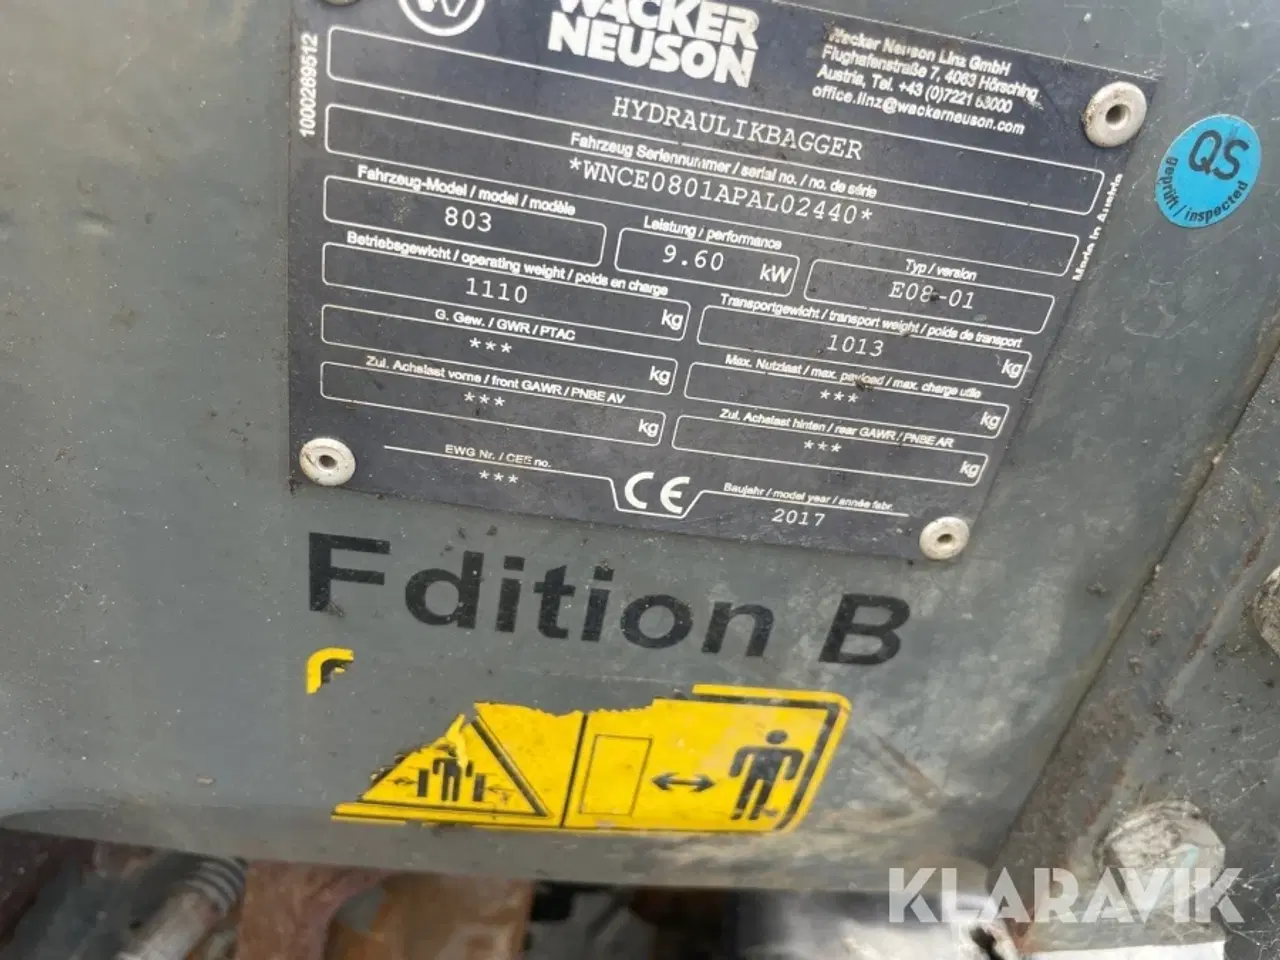 WACKER
NEUSON
Wacker Neuson Linz GmbH
Flughafenstraße 7, 4063 Hörsching
Austria, Tel. +43 (0)7221 63000
office.linz@wackerneuson.com
1000289512
HYDRAULIKBAGGER
Fahrzeug Seriennummer / serial no. / no. de série
*WNCE0801APAL02440*
Fahrzeug-Model / model / modèle
803
Leistung / performance
9.60 kW
Typ / version
E08-01
Betriebsgewicht / operating weight / poids en charge
1110 kg
Transportgewicht / transport weight / poids de transport
1013 kg
G. Gew. / GWR / PTAC
*** kg
Max. Nutzlast / max. payload / max. charge utile
*** kg
Zul. Achslast vorne / front GAWR / PNBE AV
*** kg
Zul. Achslast hinten / rear GAWR / PNBE AR
*** kg
EWG Nr. / CEE no.
***
CE
Baujahr / model year / année fabr.
2017
Made in Austria
QS
geprüft / inspected
Edition B
KLARAVIK